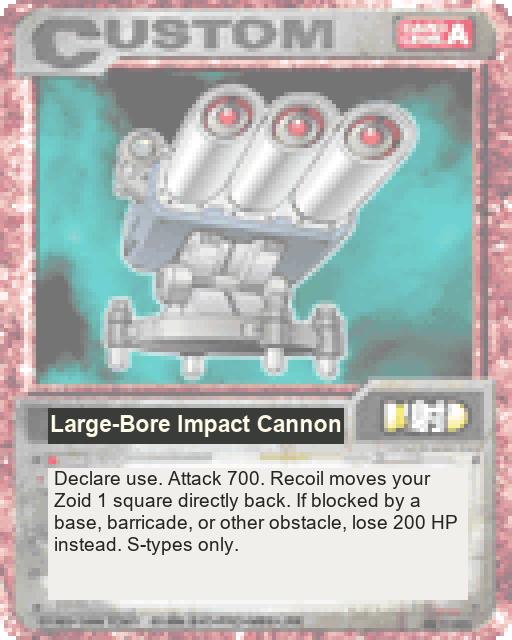 CUSTOM
A
Large-Bore Impact Cannon
Declare use. Attack 700. Recoil moves your
Zoid 1 square directly back. If blocked by a
base, barricade, or other obstacle, lose 200 HP
instead. S-types only.